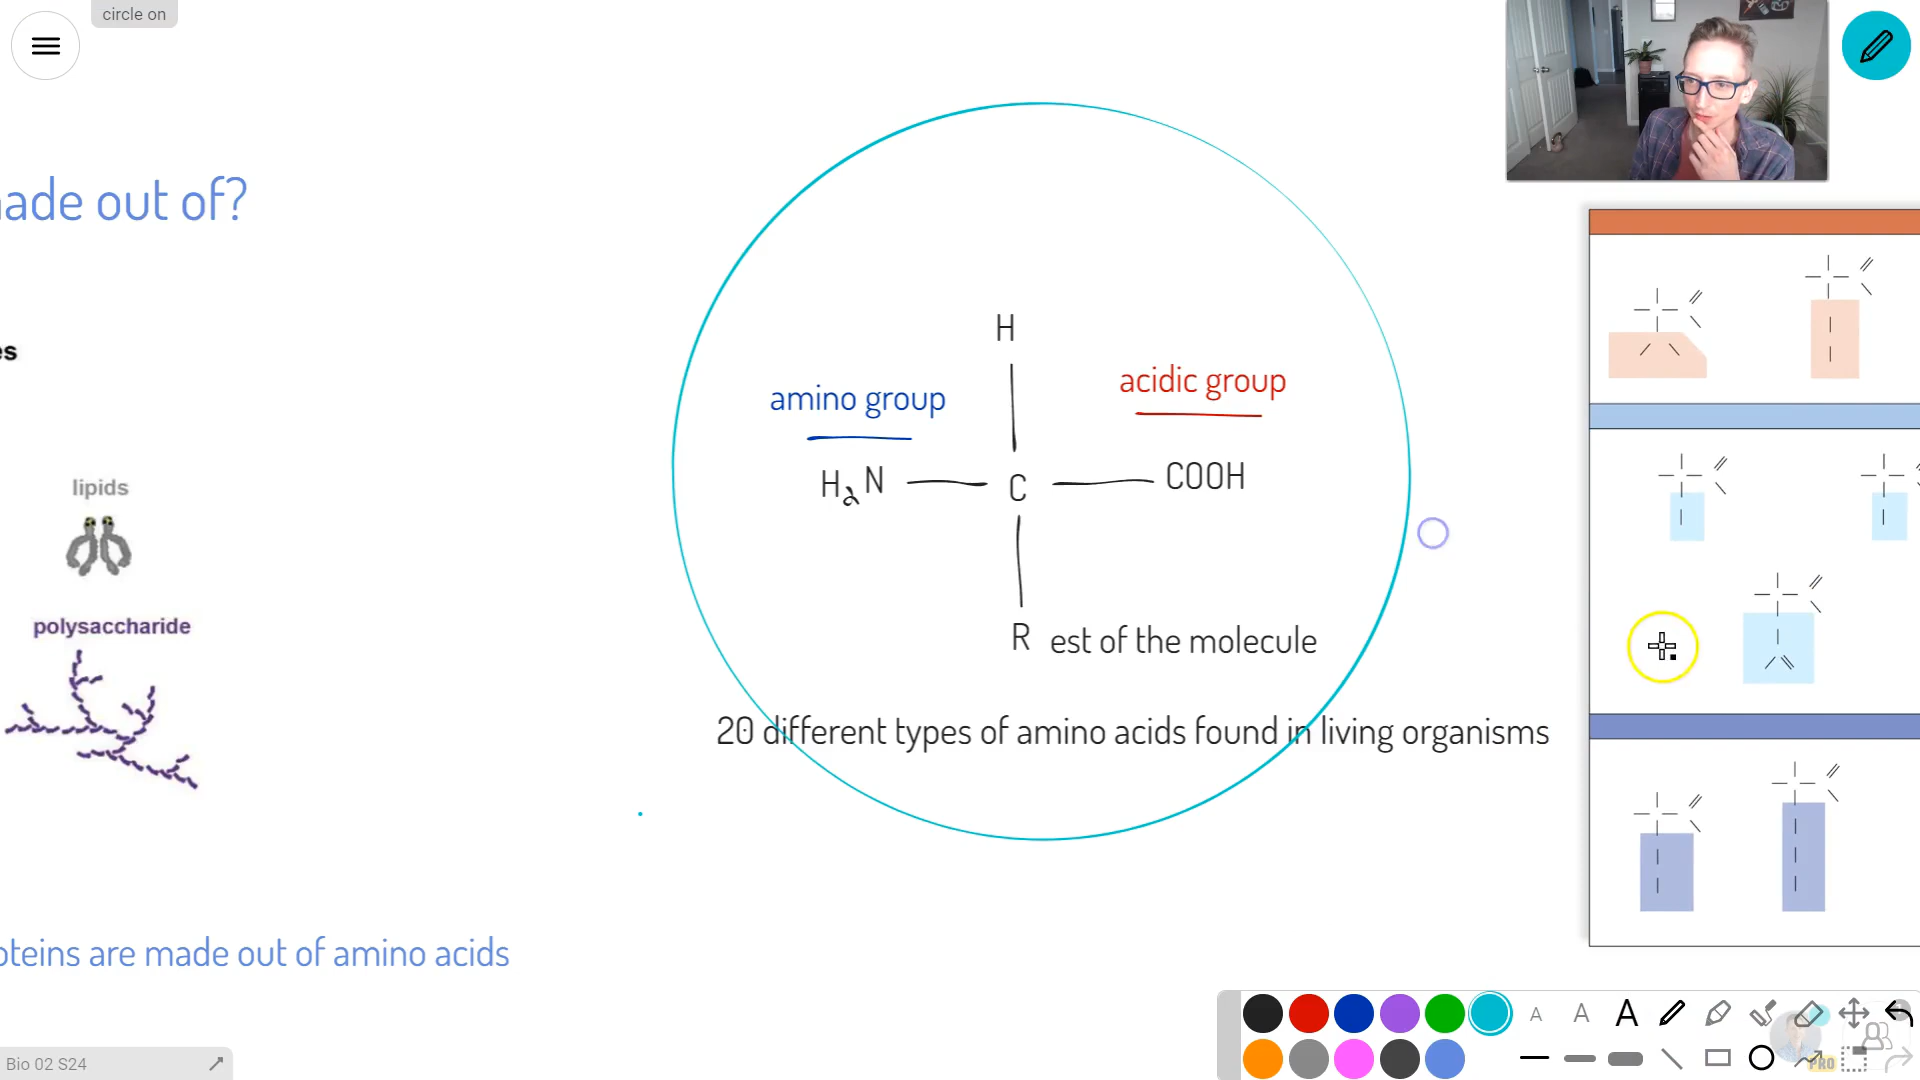 circle on
ade out of?
es
lipids
polysaccharide
H
amino group
acidic group
H₂N
C
COOH
R est of the molecule
20 different types of amino acids found in living organisms
oteins are made out of amino acids
A A A
PRO
Bio 02 S24